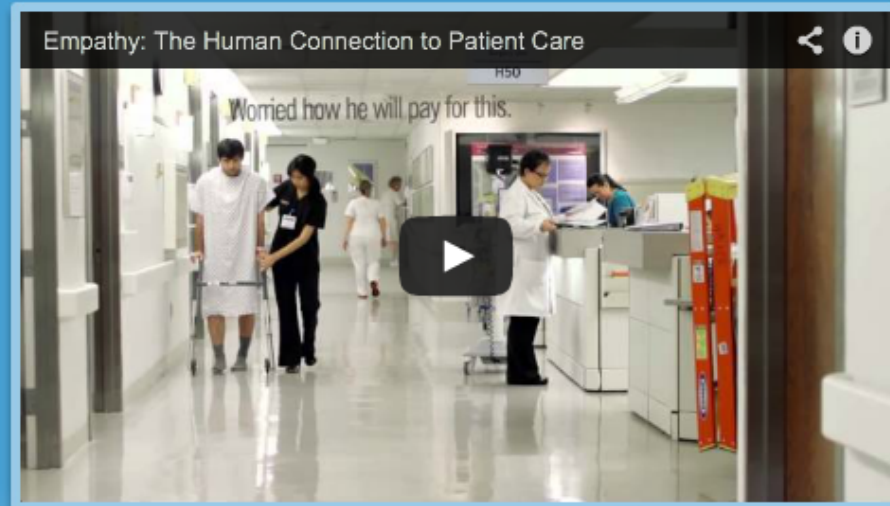 Empathy: The Human Connection to Patient Care
H50
Worried how he will pay for this.